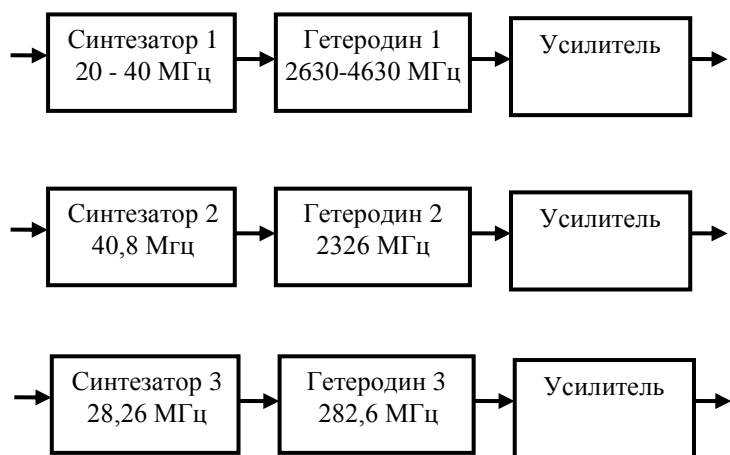 Синтезатор 1
20 - 40 МГц
Гетеродин 1
2630-4630 МГц
Усилитель
Синтезатор 2
40,8 Мгц
Гетеродин 2
2326 МГц
Усилитель
Синтезатор 3
28,26 МГц
Гетеродин 3
282,6 МГц
Усилитель